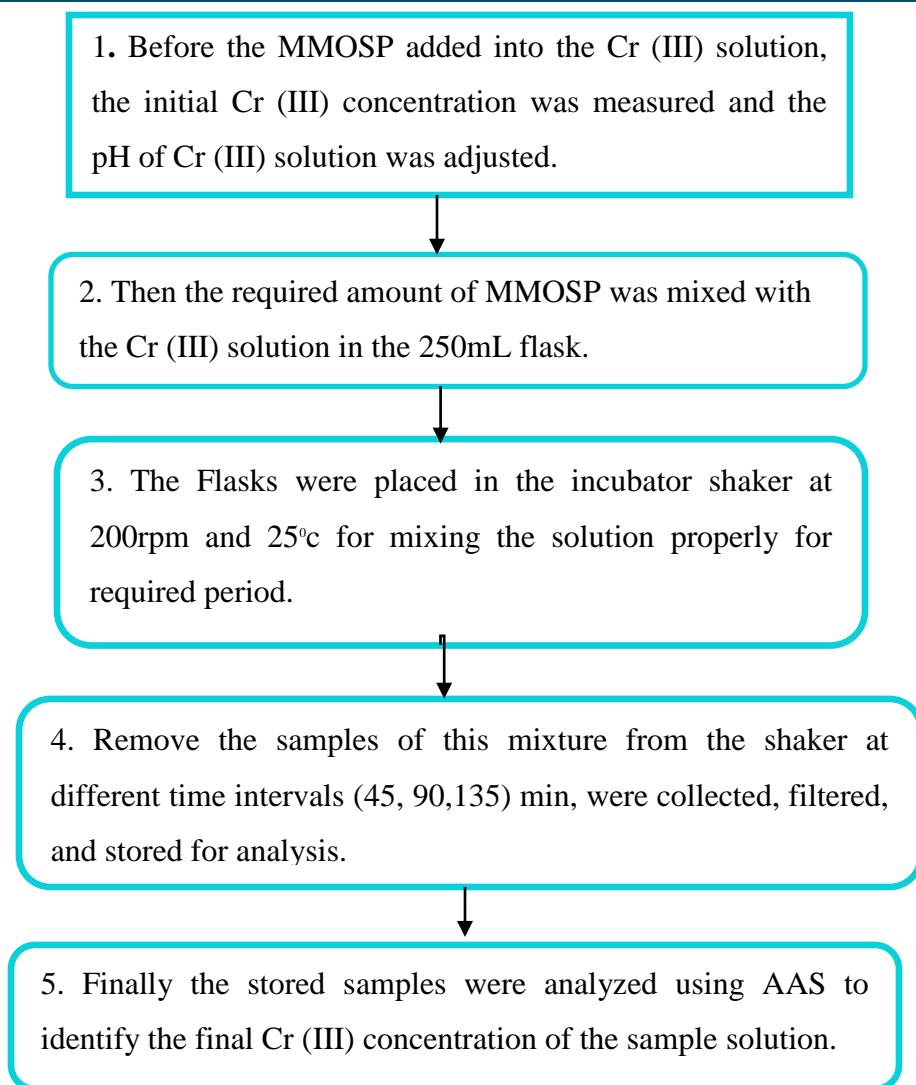 1. Before the MMOSP added into the Cr (III) solution,
the initial Cr (III) concentration was measured and the
pH of Cr (III) solution was adjusted.
2. Then the required amount of MMOSP was mixed with
the Cr (III) solution in the 250mL flask.
3. The Flasks were placed in the incubator shaker at
200rpm and 25⁰c for mixing the solution properly for
required period.
4. Remove the samples of this mixture from the shaker at
different time intervals (45, 90,135) min, were collected, filtered,
and stored for analysis.
5. Finally the stored samples were analyzed using AAS to
identify the final Cr (III) concentration of the sample solution.